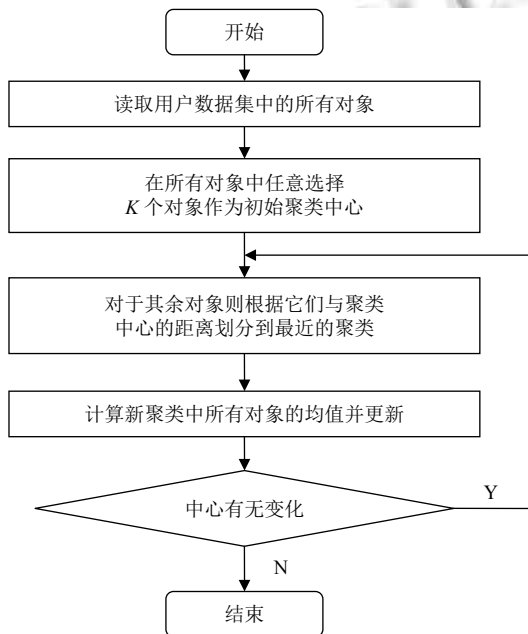 开始
读取用户数据集中的所有对象
在所有对象中任意选择
K 个对象作为初始聚类中心
对于其余对象则根据它们与聚类
中心的距离划分到最近的聚类
计算新聚类中所有对象的均值并更新
中心有无变化
Y
N
结束